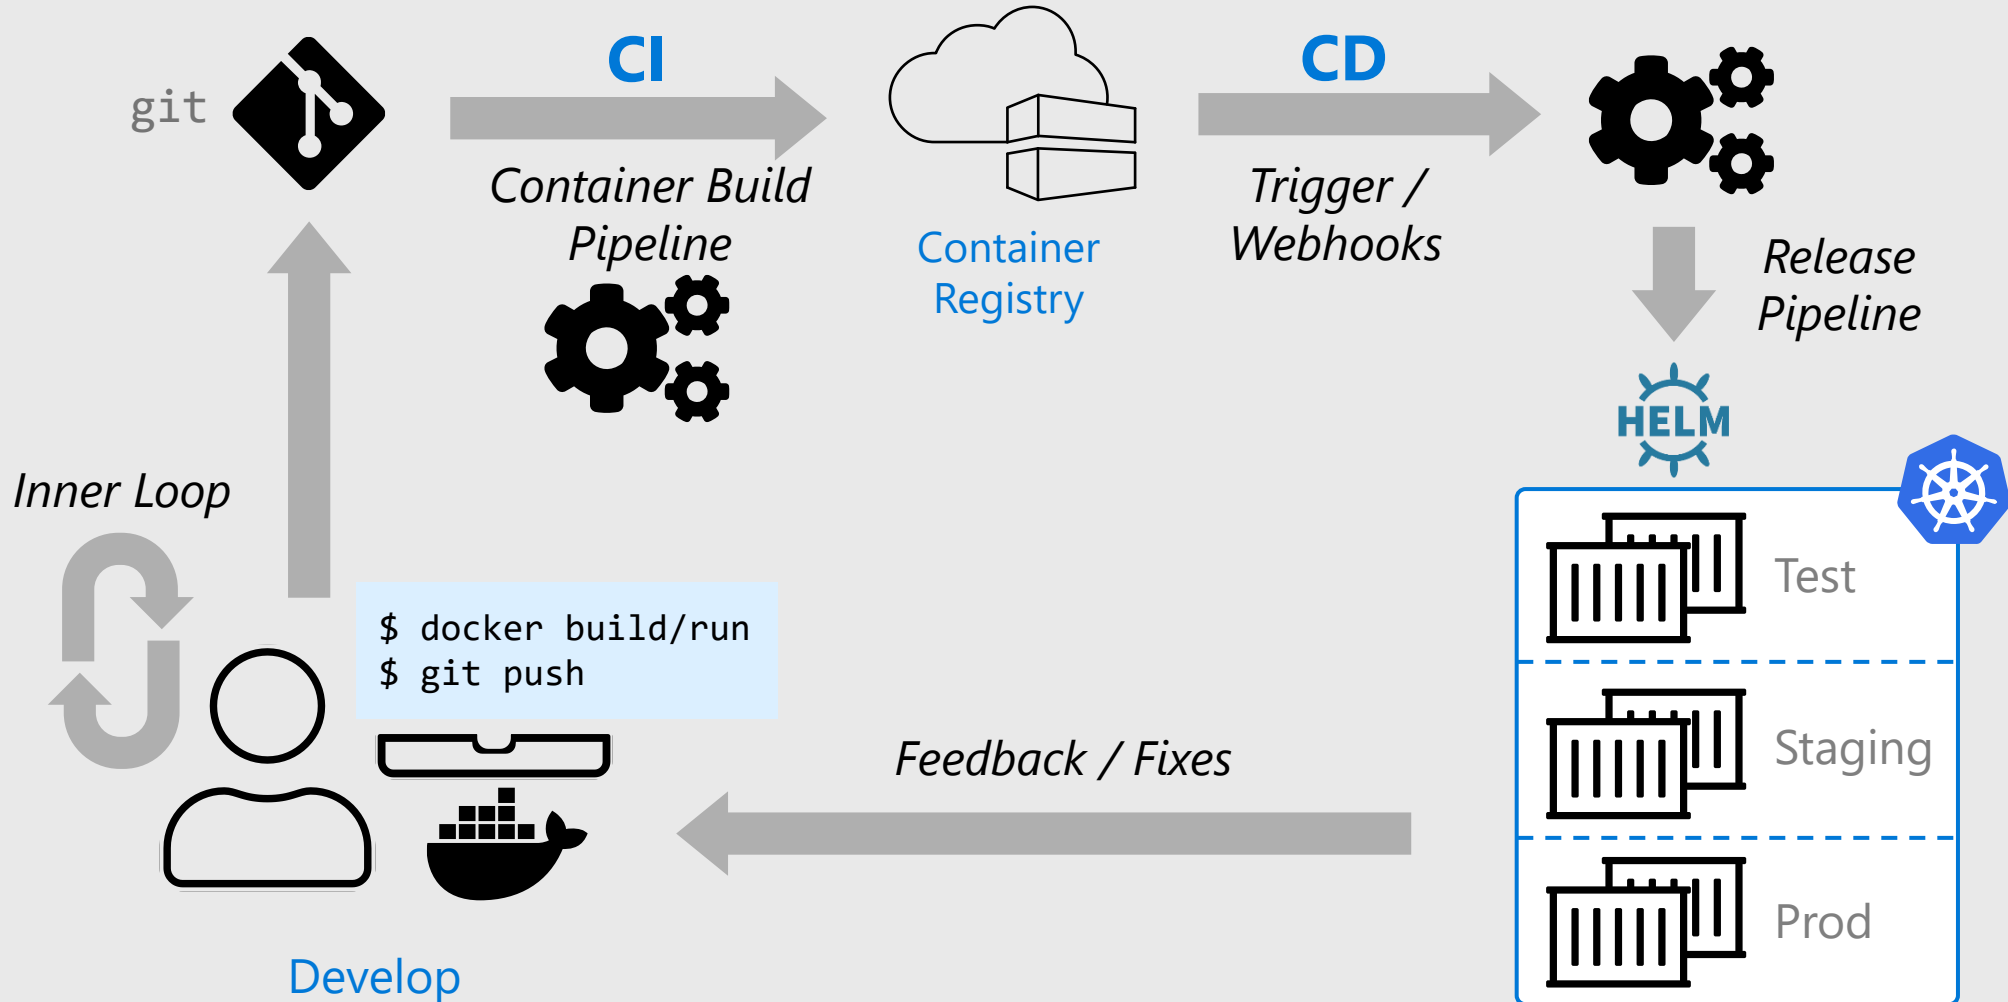 git
CI
Container Build
Pipeline
Container
Registry
CD
Trigger /
Webhooks
Release
Pipeline
HELM
Inner Loop
$ docker build/run
$ git push
Develop
Feedback / Fixes
Test
Staging
Prod